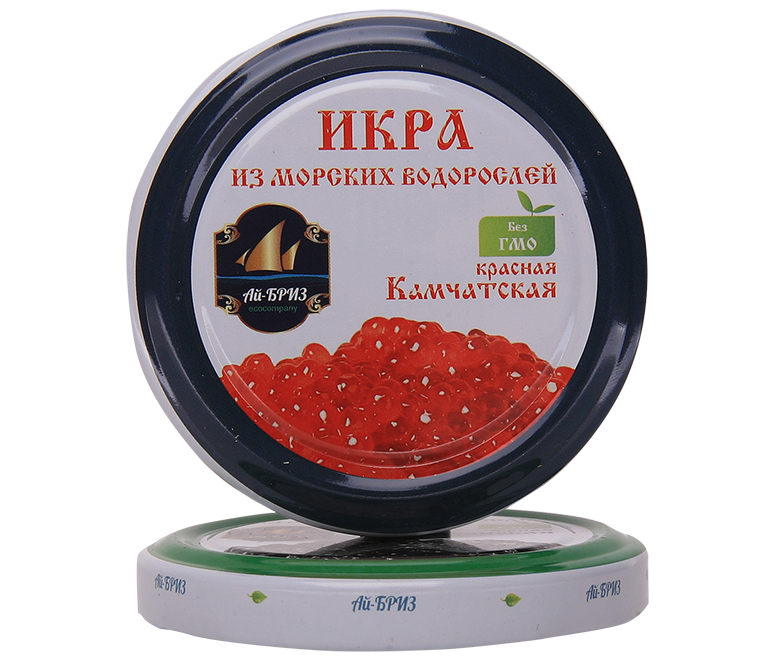 ИКРА
ИЗ МОРСКИХ ВОДОРОСЛЕЙ
Без
ГМО
красная
Камчатская
Ай-БРИЗ
ecocompany
Ай-БРИЗ
Ай-БРИЗ
Ай-БРИЗ